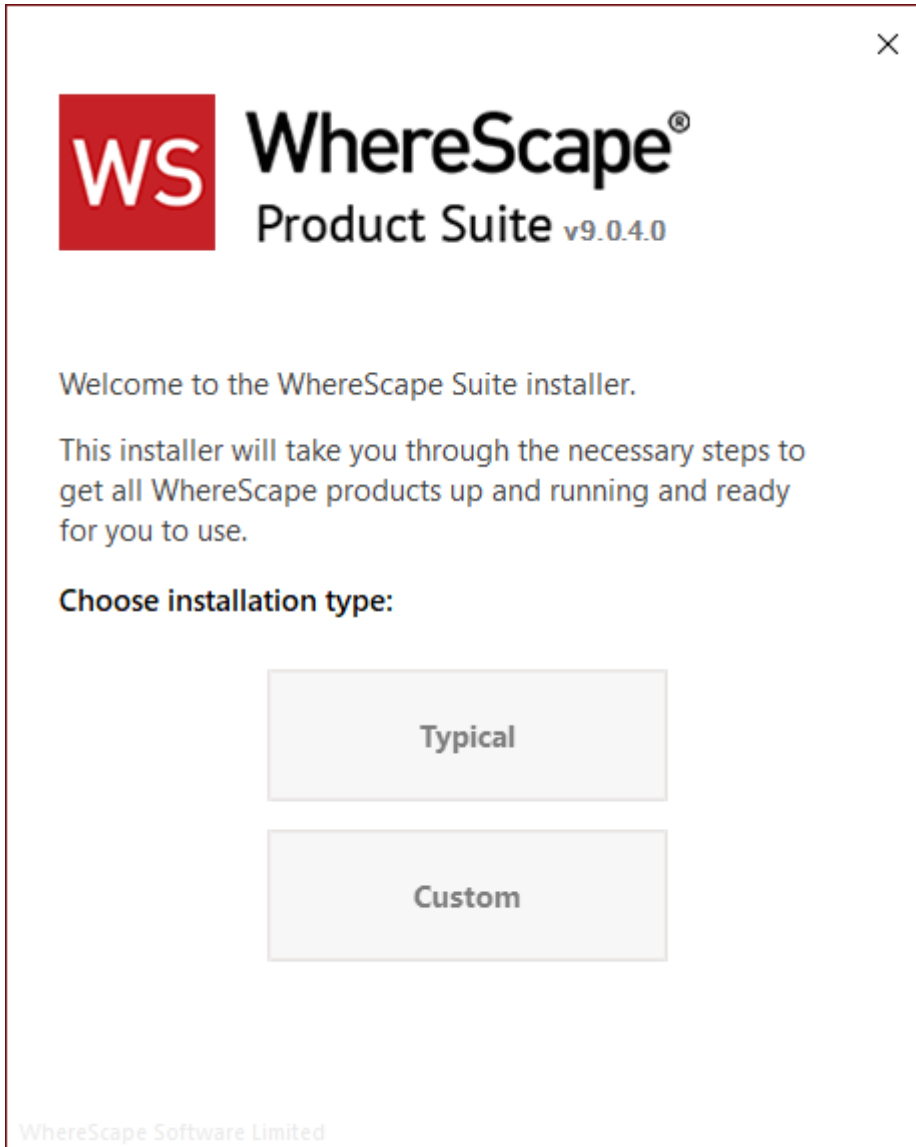 WS WhereScape®
Product Suite v9.0.4.0
Welcome to the WhereScape Suite installer.
This installer will take you through the necessary steps to
get all WhereScape products up and running and ready
for you to use.
Choose installation type:
Typical
Custom
WhereScape Software Limited